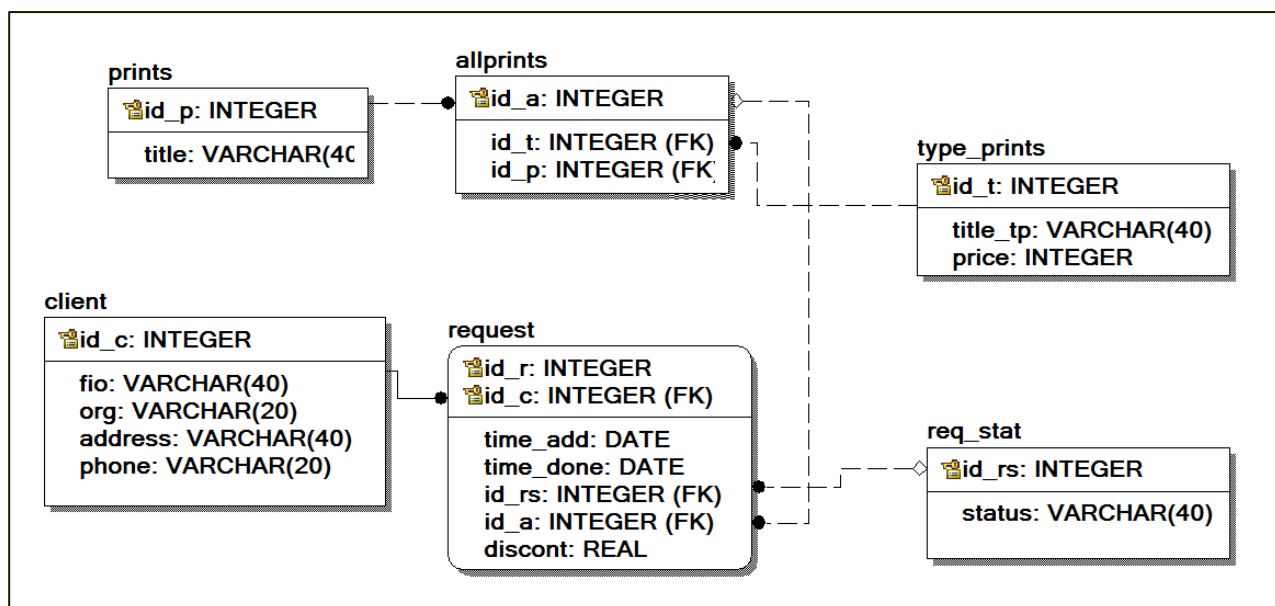 prints
id_p: INTEGER
title: VARCHAR(40
allprints
id_a: INTEGER
id_t: INTEGER (FK)
id_p: INTEGER (FK)
type_prints
id_t: INTEGER
title_tp: VARCHAR(40)
price: INTEGER
client
id_c: INTEGER
fio: VARCHAR(40)
org: VARCHAR(20)
address: VARCHAR(40)
phone: VARCHAR(20)
request
id_r: INTEGER
id_c: INTEGER (FK)
time_add: DATE
time_done: DATE
id_rs: INTEGER (FK)
id_a: INTEGER (FK)
discont: REAL
req_stat
id_rs: INTEGER
status: VARCHAR(40)